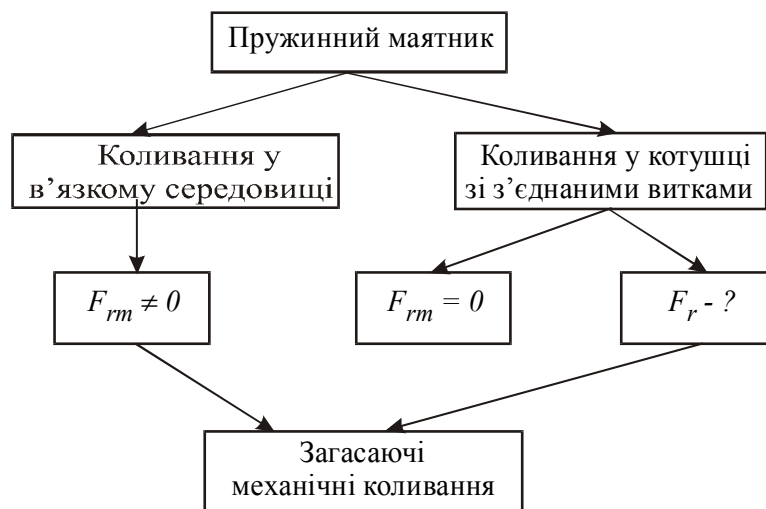 Пружинний маятник
Коливання у
в’язкому середовищі
Коливання у котушці
зі з’єднаними витками
F_rm ≠ 0
F_rm = 0
F_r - ?
Загасаючі
механічні коливання